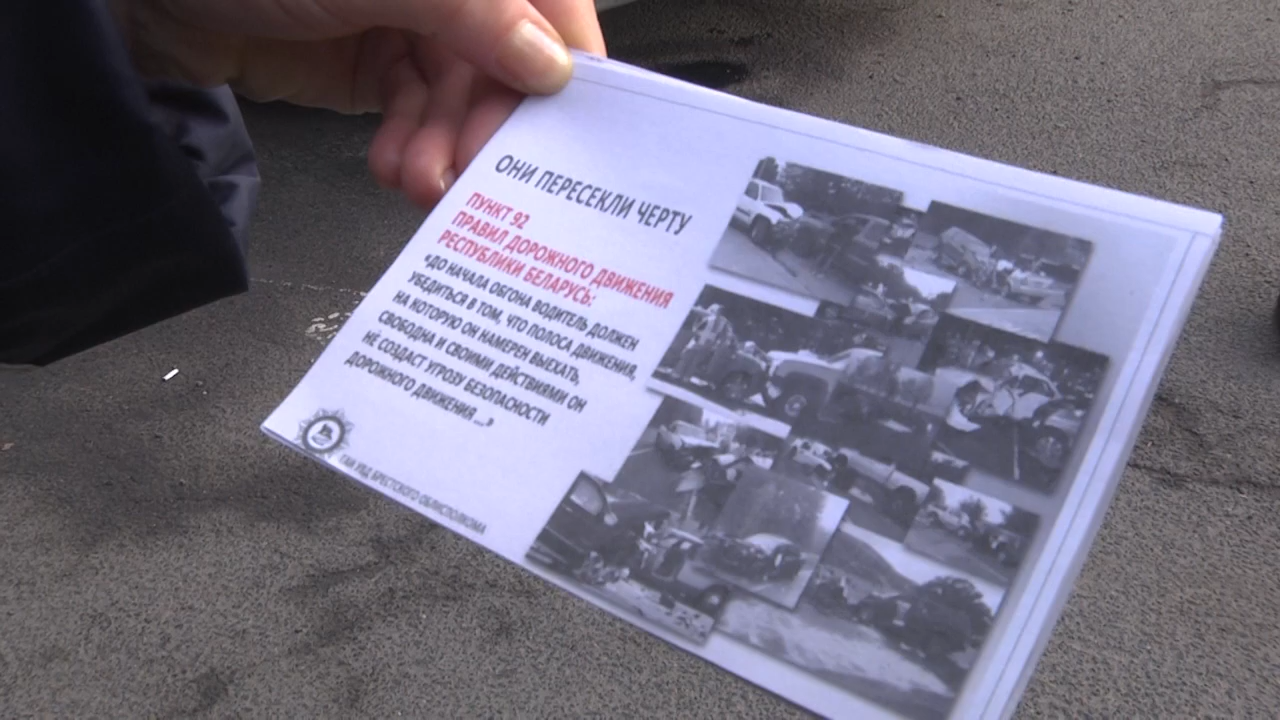 ОНИ ПЕРЕСЕКЛИ ЧЕРТУ
ПУНКТ 92
ПРАВИЛ ДОРОЖНОГО ДВИЖЕНИЯ
РЕСПУБЛИКИ БЕЛАРУСЬ:
"ДО НАЧАЛА ОБГОНА ВОДИТЕЛЬ ДОЛЖЕН
УБЕДИТЬСЯ В ТОМ, ЧТО ПОЛОСА ДВИЖЕНИЯ,
НА КОТОРУЮ ОН НАМЕРЕН ВЫЕХАТЬ,
СВОБОДНА И СВОИМИ ДЕЙСТВИЯМИ ОН
НЕ СОЗДАСТ УГРОЗУ БЕЗОПАСНОСТИ
ДОРОЖНОГО ДВИЖЕНИЯ ..."
ГАИ УВД БРЕСТСКОГО ОБЛИСПОЛКОМА